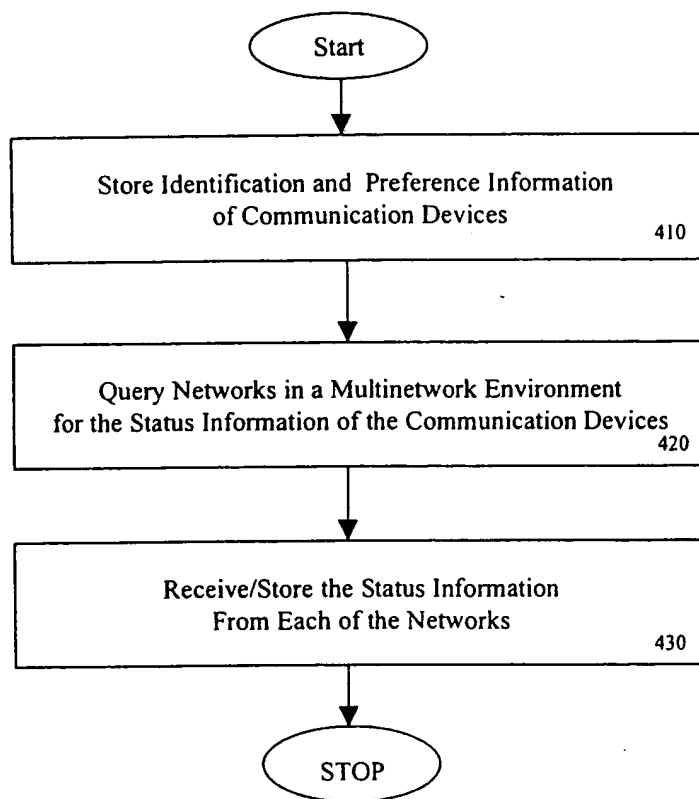 Start
Store Identification and Preference Information
of Communication Devices
410
Query Networks in a Multinetwork Environment
for the Status Information of the Communication Devices
420
Receive/Store the Status Information
From Each of the Networks
430
STOP